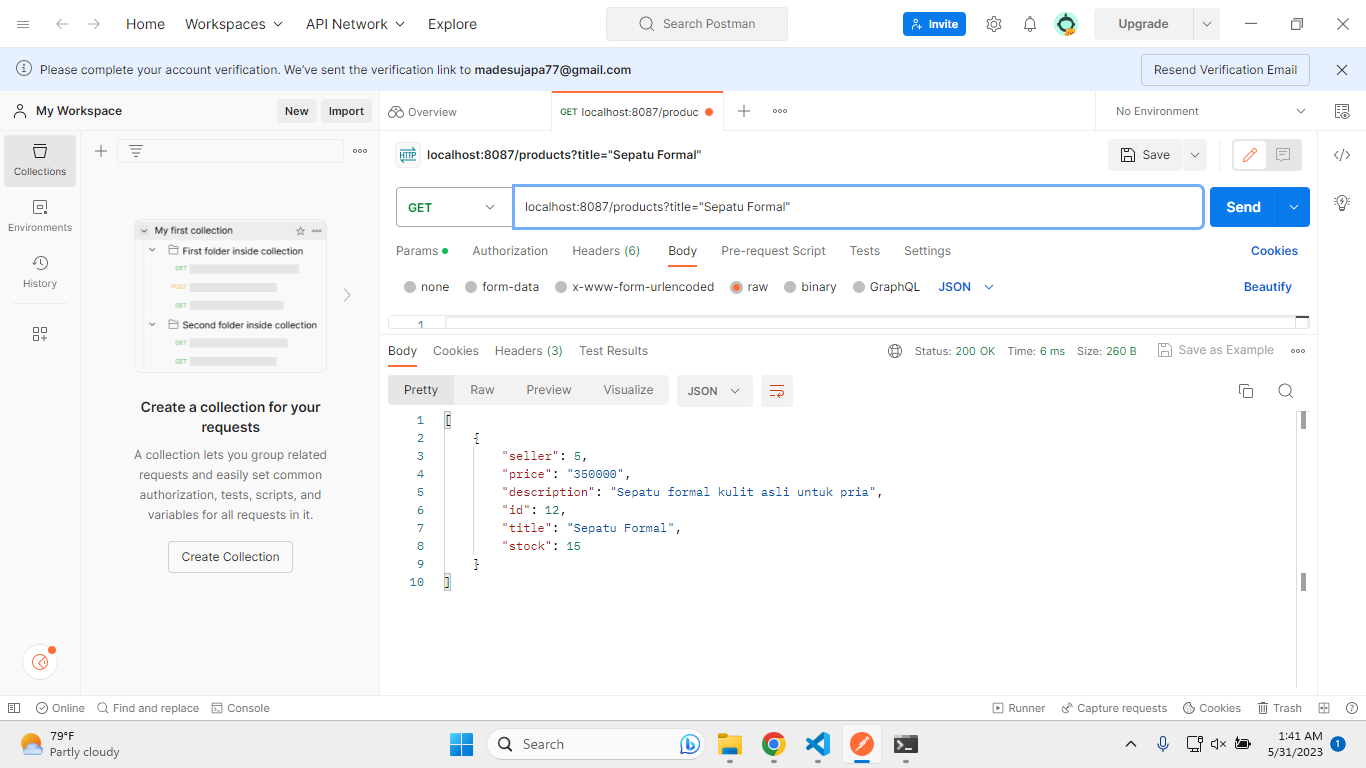 Home Workspaces API Network Explore Search Postman Invite Upgrade
Please complete your account verification. We've sent the verification link to madesujapa77@gmail.com Resend Verification Email
My Workspace New Import Overview GET localhost:8087/produc No Environment
Collections
Environments
History
My first collection
First folder inside collection
GET
POST
GET
Second folder inside collection
GET
GET
Create a collection for your
requests
A collection lets you group related
requests and easily set common
authorization, tests, scripts, and
variables for all requests in it.
Create Collection
HTTP localhost:8087/products?title="Sepatu Formal" Save
GET localhost:8087/products?title="Sepatu Formal" Send
Params Authorization Headers (6) Body Pre-request Script Tests Settings Cookies
none form-data x-www-form-urlencoded raw binary GraphQL JSON Beautify
1
Body Cookies Headers (3) Test Results Status: 200 OK Time: 6 ms Size: 260 B Save as Example
Pretty Raw Preview Visualize JSON
1 [
2 {
3 "seller": 5,
4 "price": "350000",
5 "description": "Sepatu formal kulit asli untuk pria",
6 "id": 12,
7 "title": "Sepatu Formal",
8 "stock": 15
9 }
10 ]
Online Find and replace Console Runner Capture requests Cookies Trash
79°F
Partly cloudy
Search
1:41 AM
5/31/2023
1